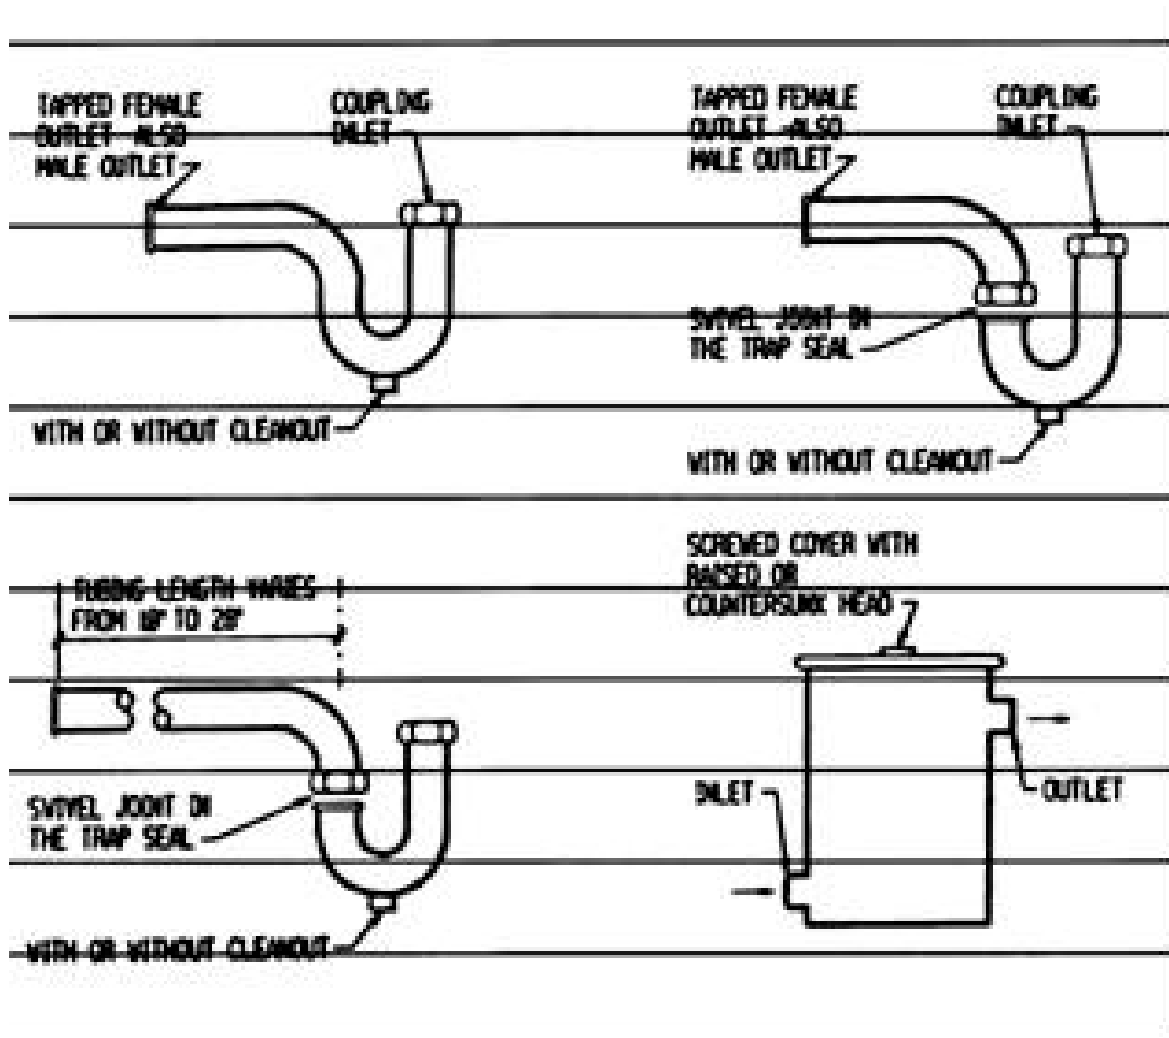 TAPPED FEMALE
OUTLET-ALSO
MALE OUTLET
COUPLING
INLET
WITH OR WITHOUT CLEANOUT
TAPPED FEMALE
OUTLET-ALSO
MALE OUTLET
COUPLING
INLET
SWIVEL JOINT IN
THE TRAP SEAL
WITH OR WITHOUT CLEANOUT
TUBING LENGTH VARIES
FROM TO
SWIVEL JOINT IN
THE TRAP SEAL
WITH OR WITHOUT CLEANOUT
SCREWED COVER WITH
RAISED OR
COUNTERSUNK HEAD
INLET
OUTLET